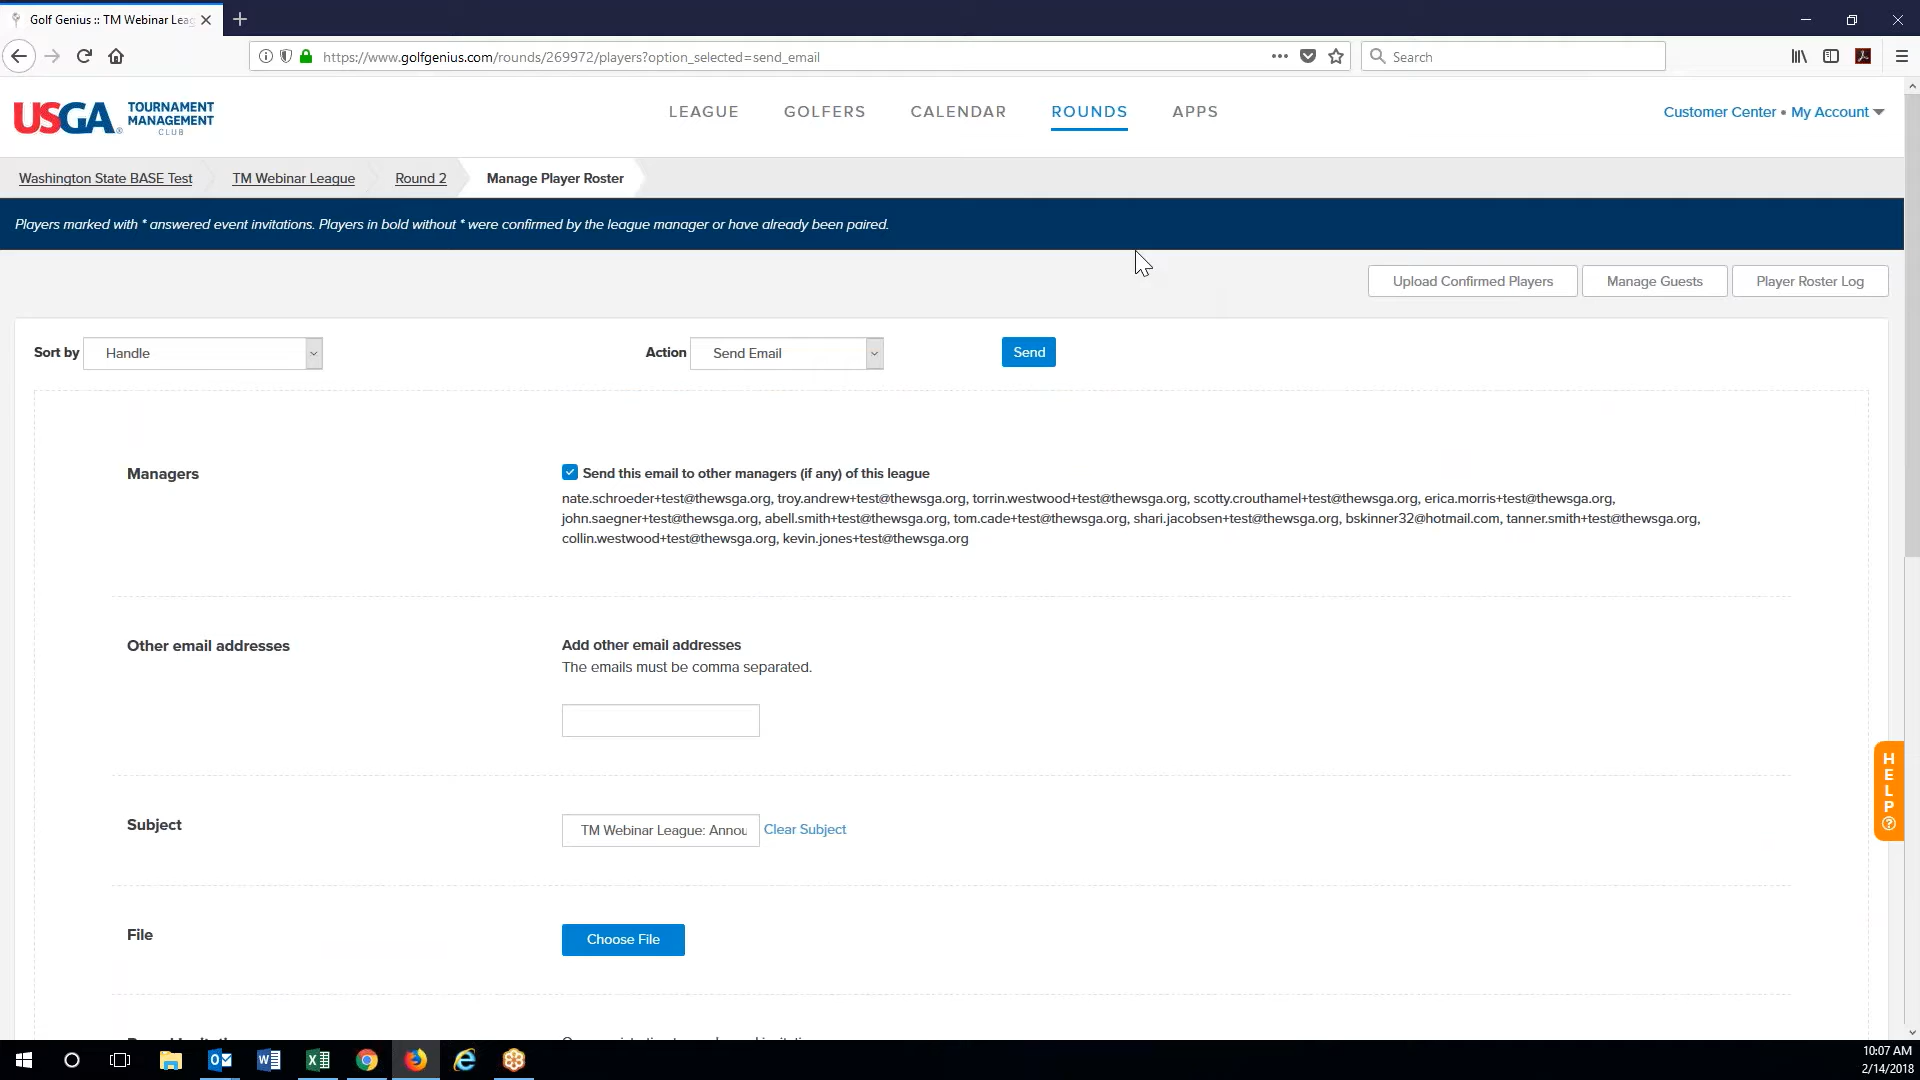 Golf Genius :: TM Webinar Leag
https://www.golfgenius.com/rounds/269972/players?option_selected=send_email
Search
USGA
TOURNAMENT
MANAGEMENT
CLUB
LEAGUE
GOLFERS
CALENDAR
ROUNDS
APPS
Customer Center • My Account
Washington State BASE Test
TM Webinar League
Round 2
Manage Player Roster
Players marked with * answered event invitations. Players in bold without * were confirmed by the league manager or have already been paired.
Upload Confirmed Players
Manage Guests
Player Roster Log
Sort by
Handle
Action
Send Email
Send
Managers
Send this email to other managers (if any) of this league
nate.schroeder+test@thewsga.org, troy.andrew+test@thewsga.org, torrin.westwood+test@thewsga.org, scotty.crouthamel+test@thewsga.org, erica.morris+test@thewsga.org,
john.saegner+test@thewsga.org, abell.smith+test@thewsga.org, tom.cade+test@thewsga.org, shari.jacobsen+test@thewsga.org, bskinner32@hotmail.com, tanner.smith+test@thewsga.org,
collin.westwood+test@thewsga.org, kevin.jones+test@thewsga.org
Other email addresses
Add other email addresses
The emails must be comma separated.
Subject
TM Webinar League: Annou
Clear Subject
File
Choose File
HELP
10:07 AM
2/14/2018